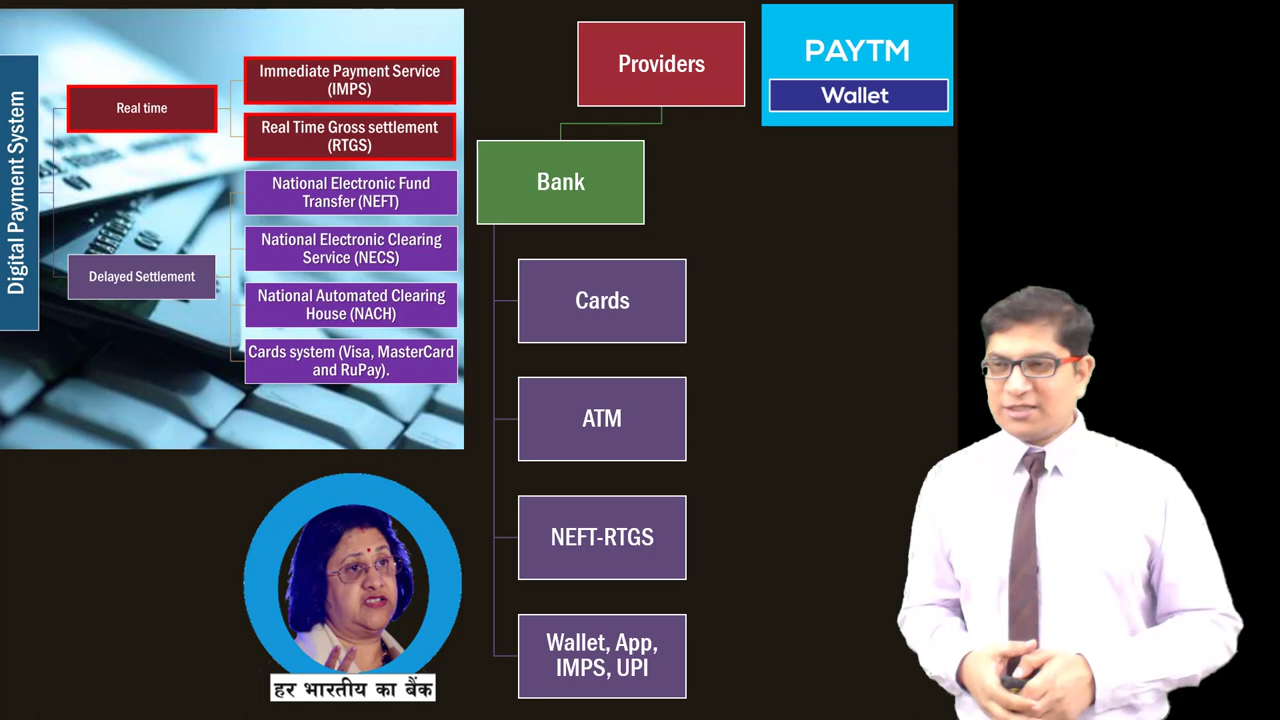 Digital Payment System
Real time
Immediate Payment Service
(IMPS)
Real Time Gross settlement
(RTGS)
Delayed Settlement
National Electronic Fund
Transfer (NEFT)
National Electronic Clearing
Service (NECS)
National Automated Clearing
House (NACH)
Cards system (Visa, MasterCard
and RuPay).
Providers
Bank
Cards
ATM
NEFT-RTGS
Wallet, App,
IMPS, UPI
PAYTM
Wallet
हर भारतीय का बैंक